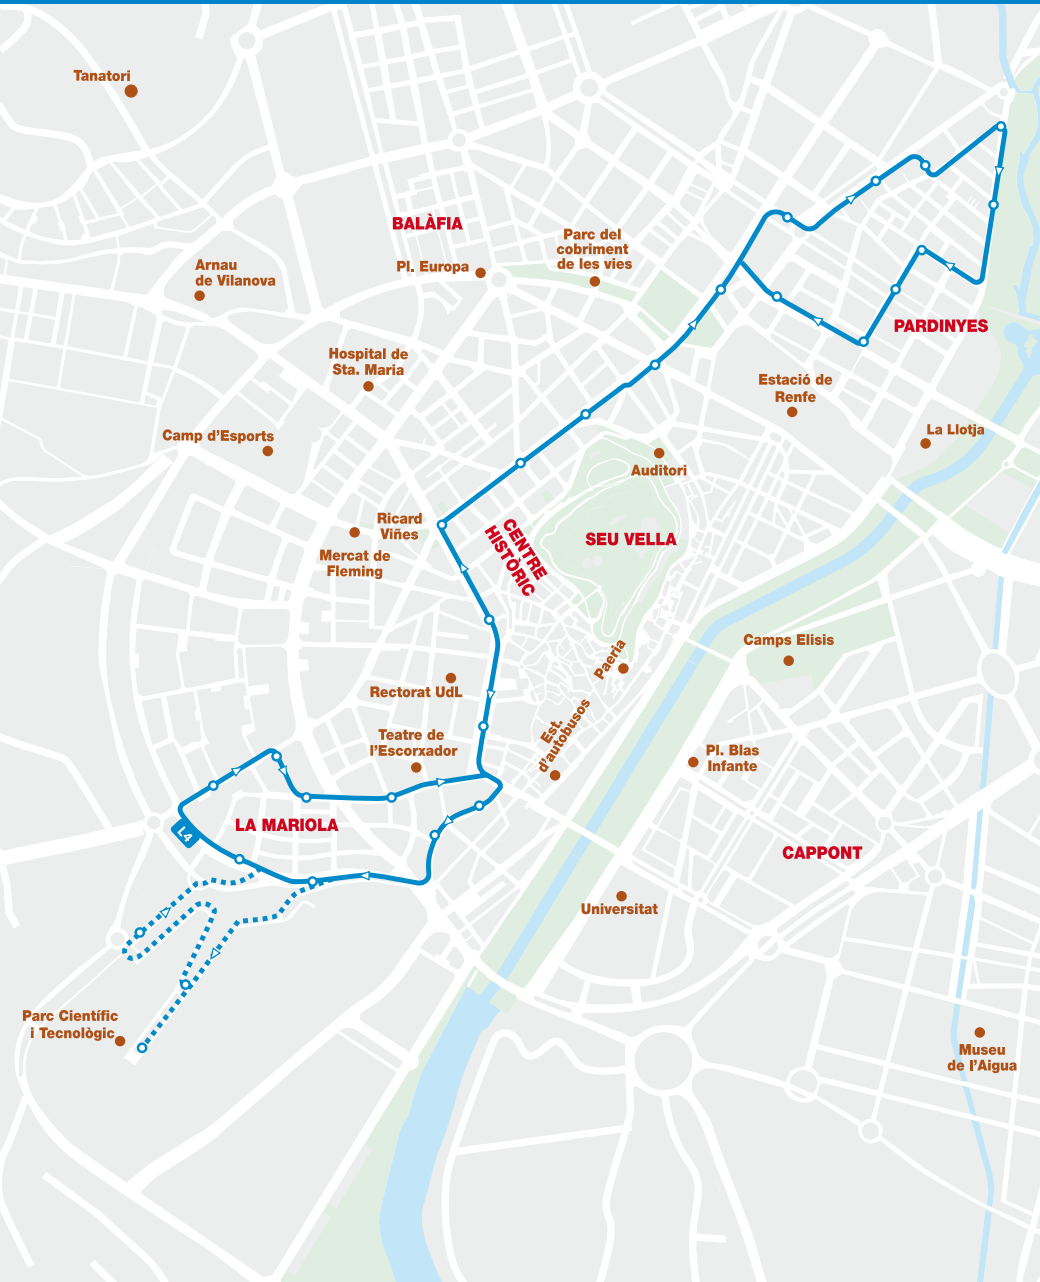 Tanatori
BALÀFIA
Parc del
cobriment
de les vies
Pl. Europa
Arnau
de Vilanova
PARDINYES
Hospital de
Sta. Maria
Estació de
Renfe
La Llotja
Camp d'Esports
Auditori
Ricard
Viñes
CENTRE
HISTÒRIC
SEU VELLA
Mercat de
Fleming
Camps Elisis
Paeria
Rectorat UdL
Est.
d'autobusos
Teatre de
l'Escorxador
Pl. Blas
Infante
LA MARIOLA
L4
CAPPONT
Universitat
Parc Científic
i Tecnològic
Museu
de l'Aigua